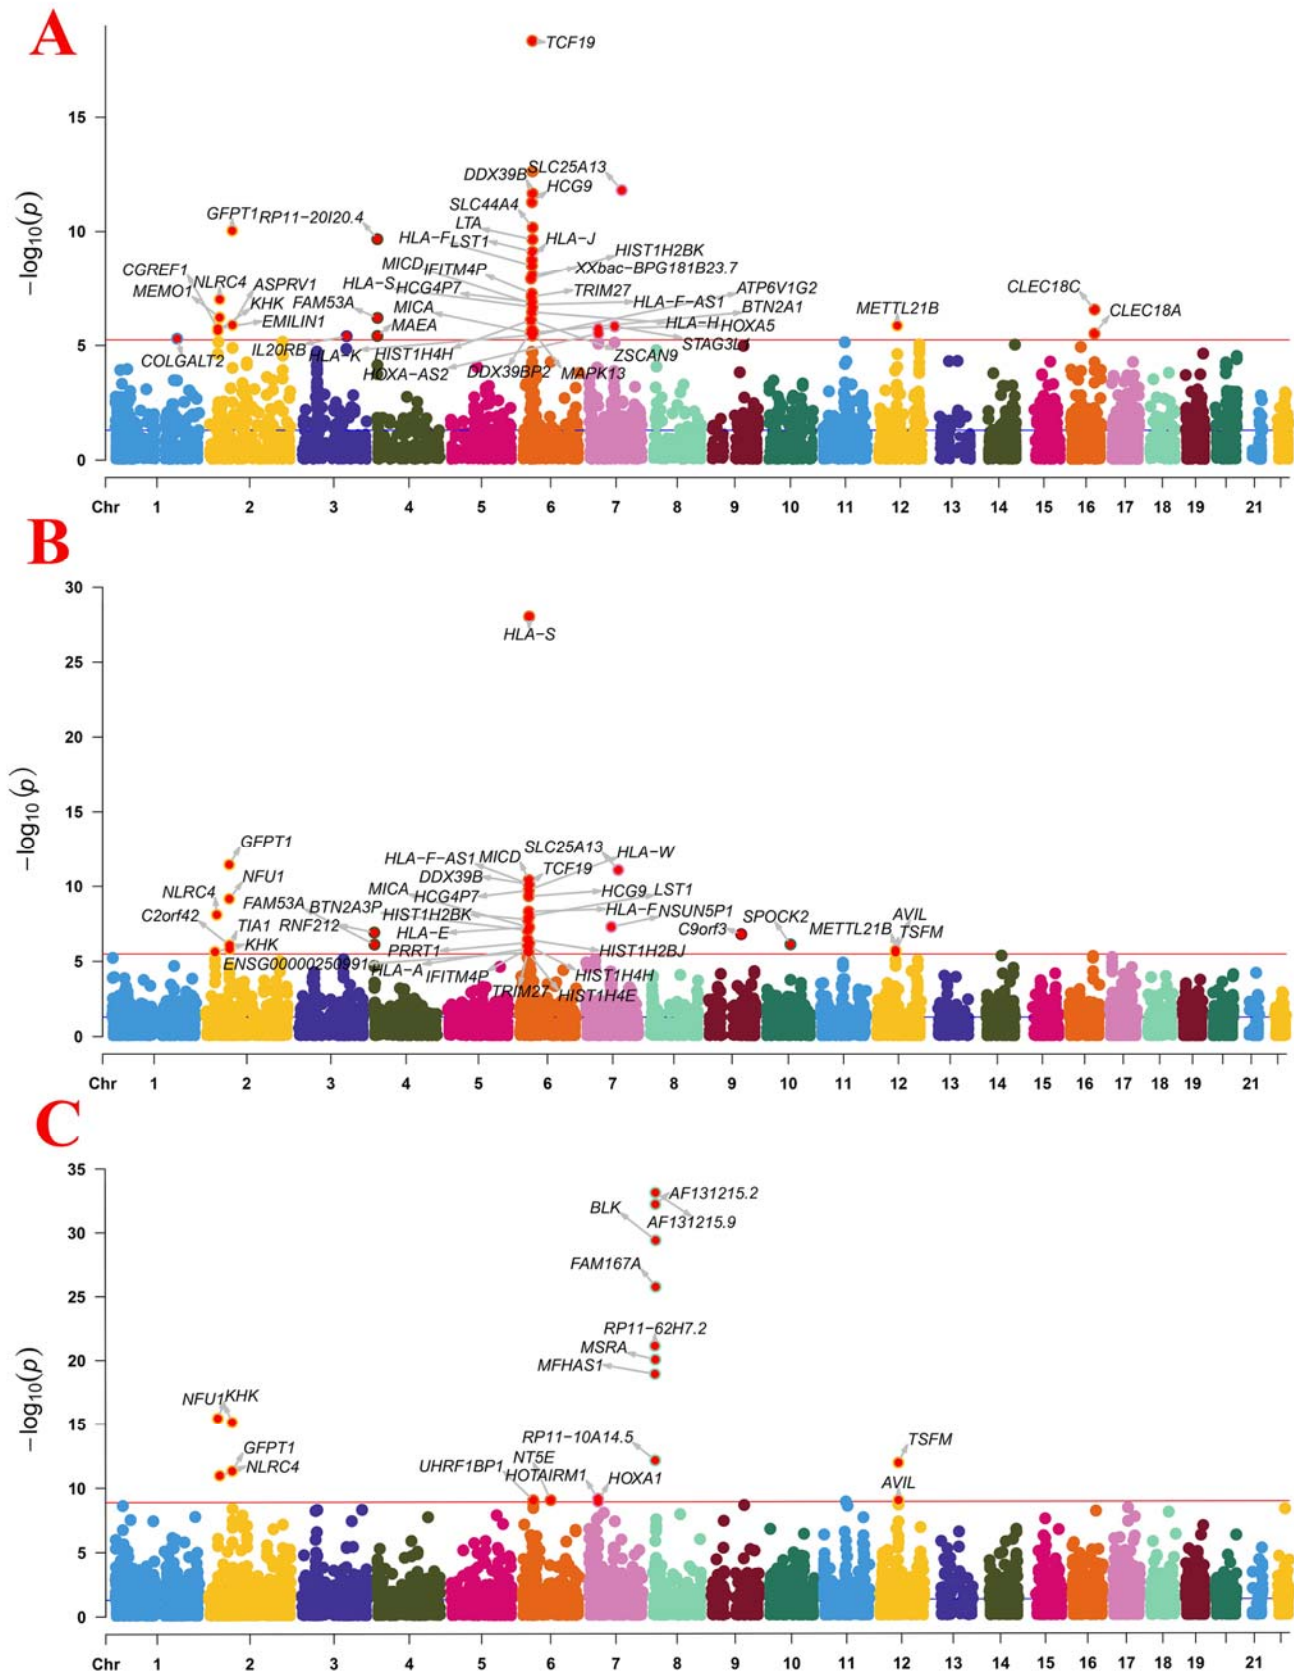 A
TCF19
15
SLC25A13
DDX39B
HCG9
SLC44A4
GFPT1 RP11−20I20.4
LTA
10
HLA−F LST1 HLA−J
HIST1H2BK
CGREF1
MICD IFITM4P XXbac−BPG181B23.7
NLRC4 ASPRV1 HLA−S HCG4P7 TRIM27 ATP6V1G2
MEMO1 KHK FAM53A MICA HLA−F−AS1 BTN2A1
METTL21B
CLEC18C
CLEC18A
EMILIN1 MAEA HLA−H HOXA5
5
IL20RB HLA−K HIST1H4H STAG3L1
COLGALT2 ZSCAN9
HOXA−AS2 DDX39BP2 MAPK13
0
−log10(p)
Chr 1 2 3 4 5 6 7 8 9 10 11 12 13 14 15 16 17 18 19 21
B
30
HLA−S
25
20
15
−log10 (p)
GFPT1
HLA−F−AS1 MICD SLC25A13 HLA−W
DDX39B TCF19
10
NFU1 MICA HCG4P7 HCG9 LST1
NLRC4 FAM53A BTN2A3P HIST1H2BK HLA−F NSUN5P1 SPOCK2 AVIL
C2orf42 TIA1 RNF212 HLA−E C9orf3 METTL21B TSFM
KHK PRRT1 HIST1H2BJ
5
ENSG00000250991 HLA−A IFITM4P HIST1H4H
TRIM27 HIST1H4E
0
Chr 1 2 3 4 5 6 7 8 9 10 11 12 13 14 15 16 17 18 19 21
C
35
AF131215.2
BLK AF131215.9
30
FAM167A
25
RP11−62H7.2
MSRA
20
MFHAS1
−log10(p)
NFU1 KHK
15
RP11−10A14.5
GFPT1 NT5E TSFM
UHRF1BP1 NLRC4
HOTAIRM1 HOXA1 AVIL
10
5
0
Chr 1 2 3 4 5 6 7 8 9 10 11 12 13 14 15 16 17 18 19 21